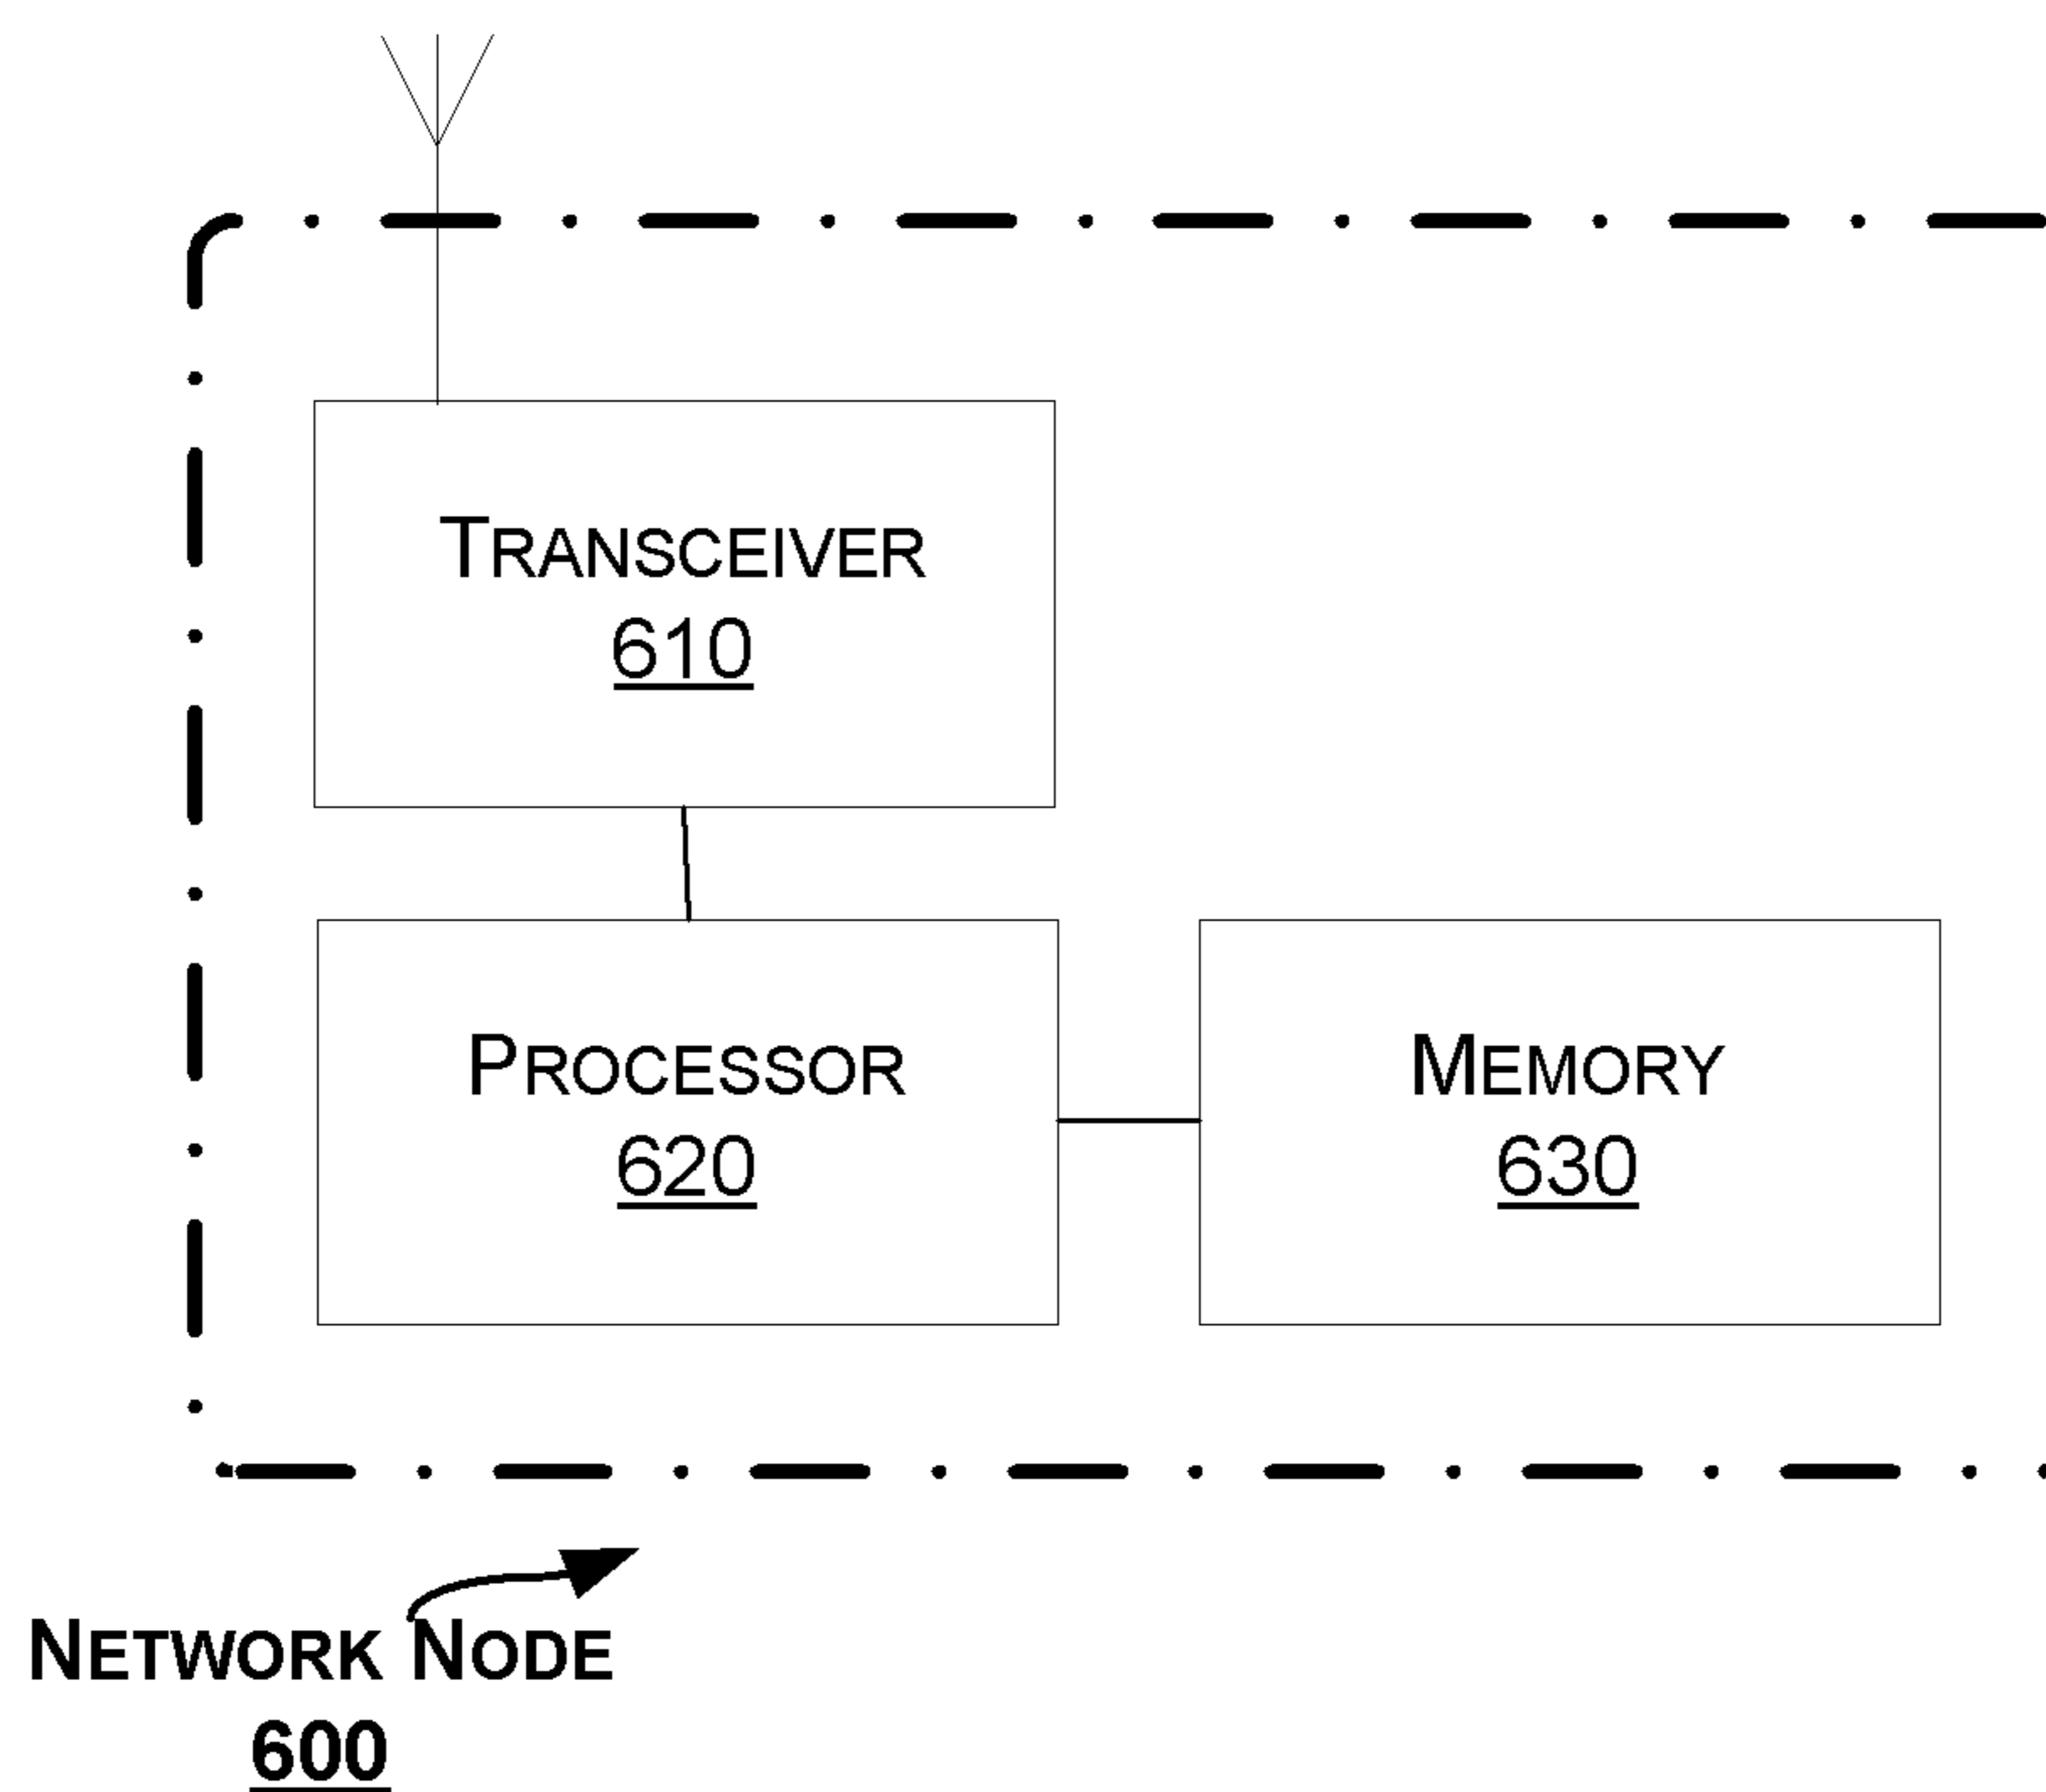 TRANSCEIVER
610
PROCESSOR
620
MEMORY
630
NETWORK NODE
600